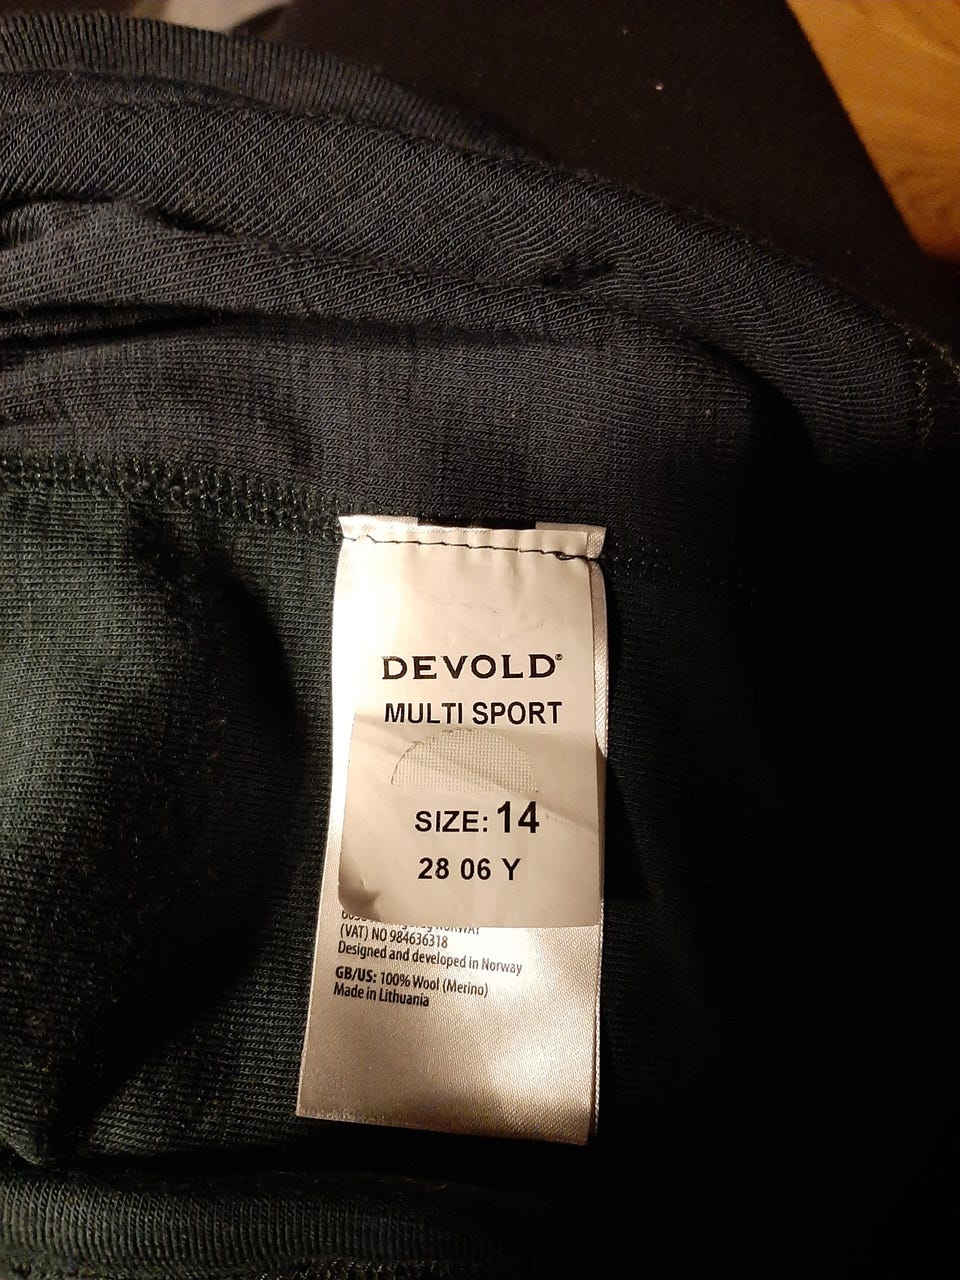 DEVOLD®
MULTI SPORT
SIZE: 14
28 06 Y
NORWAY
(VAT) NO 984636318
Designed and developed in Norway
GB/US: 100% Wool (Merino)
Made in Lithuania